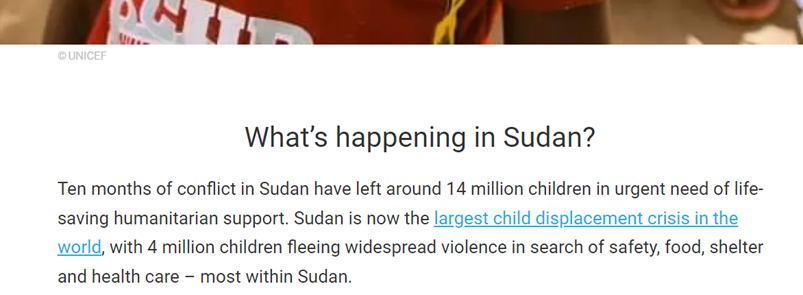 © UNICEF
What's happening in Sudan?
Ten months of conflict in Sudan have left around 14 million children in urgent need of life-
saving humanitarian support. Sudan is now the largest child displacement crisis in the
world, with 4 million children fleeing widespread violence in search of safety, food, shelter
and health care – most within Sudan.